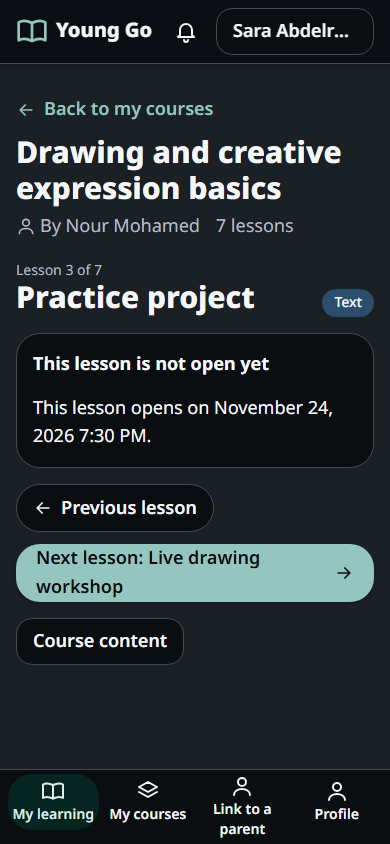 Young Go
Sara Abdelr...
Back to my courses
Drawing and creative
expression basics
By Nour Mohamed 7 lessons
Lesson 3 of 7
Practice project
Text
This lesson is not open yet
This lesson opens on November 24,
2026 7:30 PM.
Previous lesson
Next lesson: Live drawing
workshop
Course content
My learning
My courses
Link to a
parent
Profile